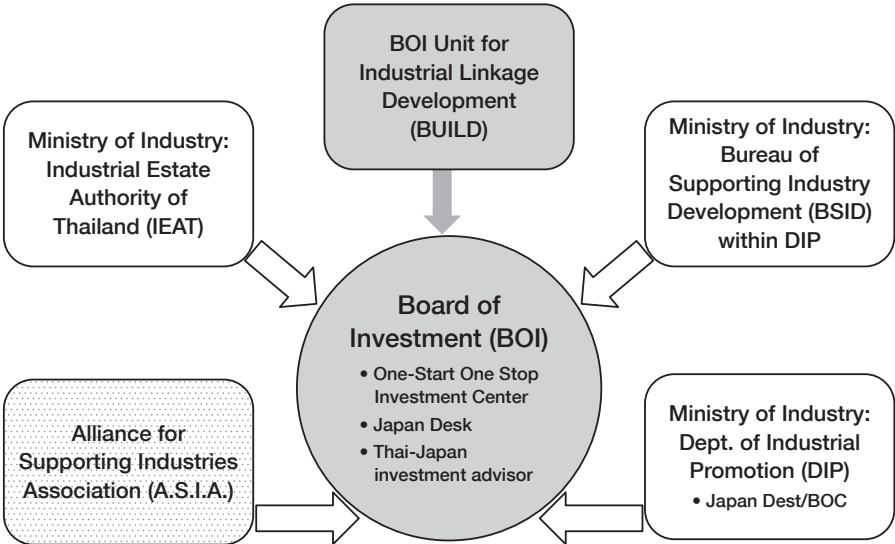 BOI Unit for
Industrial Linkage
Development
(BUILD)
Ministry of Industry:
Industrial Estate
Authority of
Thailand (IEAT)
Ministry of Industry:
Bureau of
Supporting Industry
Development (BSID)
within DIP
Board of
Investment (BOI)
• One-Start One Stop
Investment Center
• Japan Desk
• Thai-Japan
investment advisor
Alliance for
Supporting Industries
Association (A.S.I.A.)
Ministry of Industry:
Dept. of Industrial
Promotion (DIP)
• Japan Dest/BOC